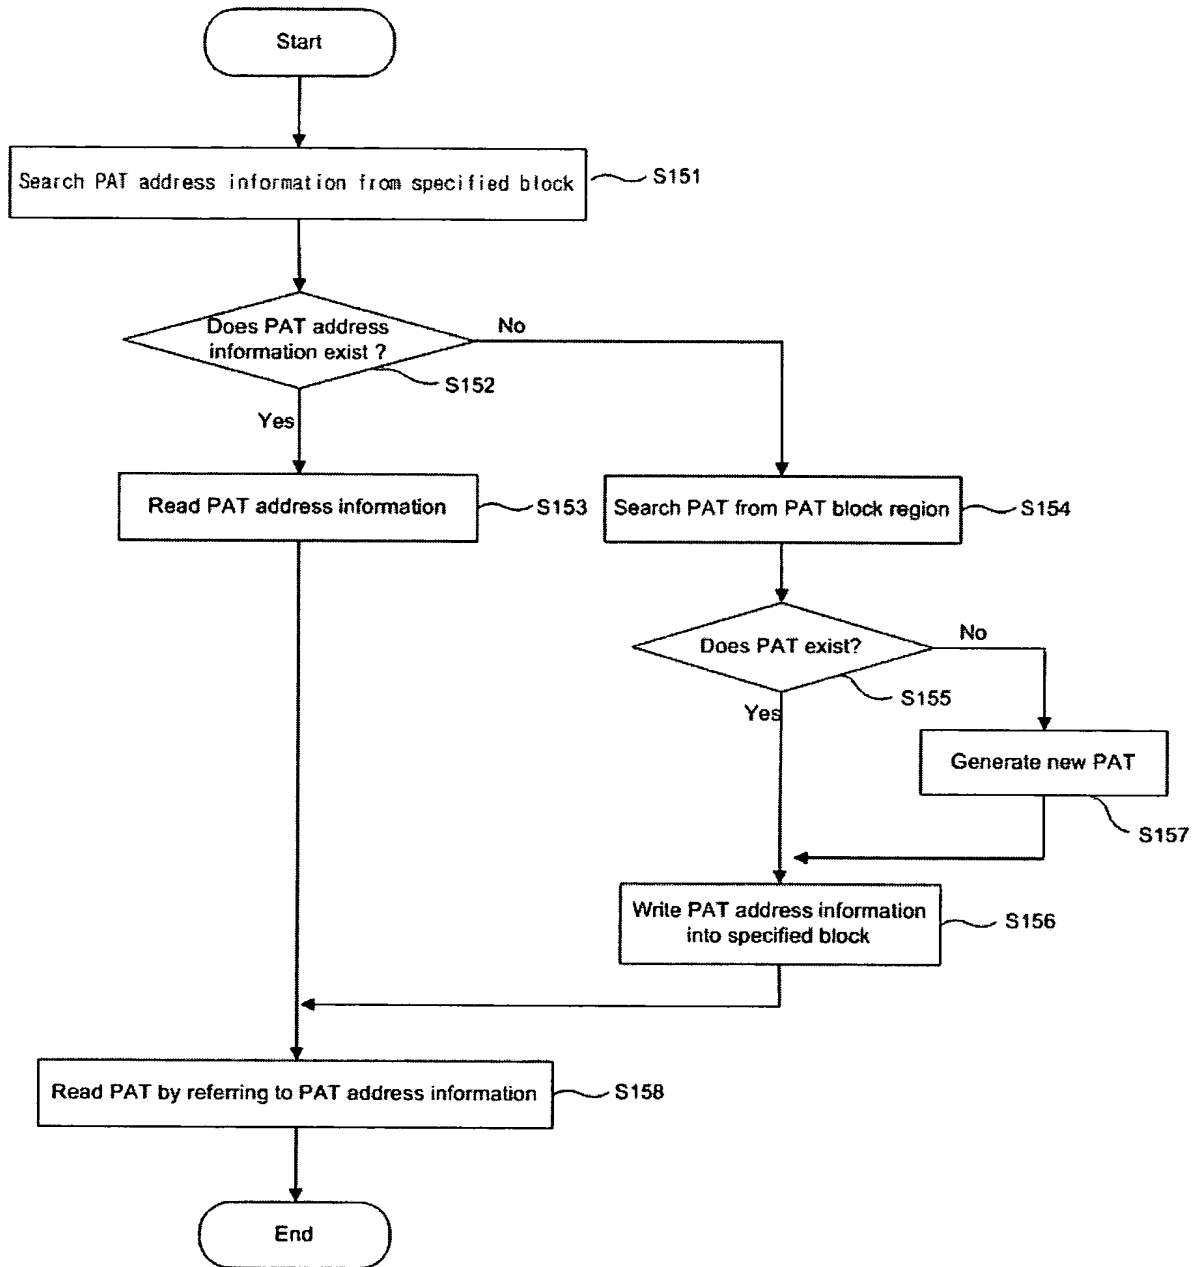 Start
Search PAT address information from specified block
S151
Does PAT address
information exist ?
No
S152
Yes
Read PAT address information
S153
Search PAT from PAT block region
S154
Does PAT exist?
No
S155
Yes
Generate new PAT
S157
Write PAT address information
into specified block
S156
Read PAT by referring to PAT address information
S158
End